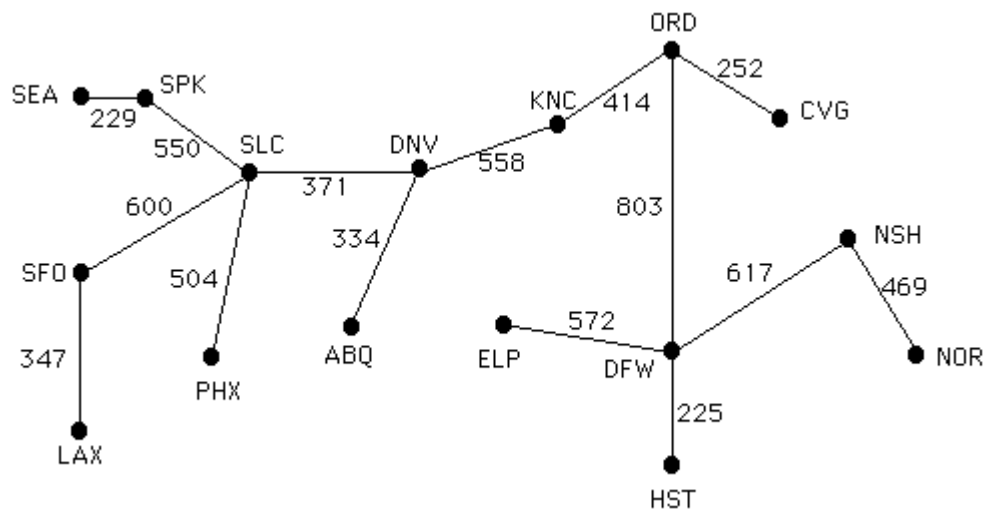 ORD
252
SEA
SPK
KNC
414
CVG
229
550
SLC
DNV
558
371
600
803
334
NSH
SFO
504
617
469
572
347
ABQ
ELP
DFW
NOR
PHX
225
LAX
HST